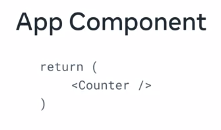 App Component
return (
<Counter />
)